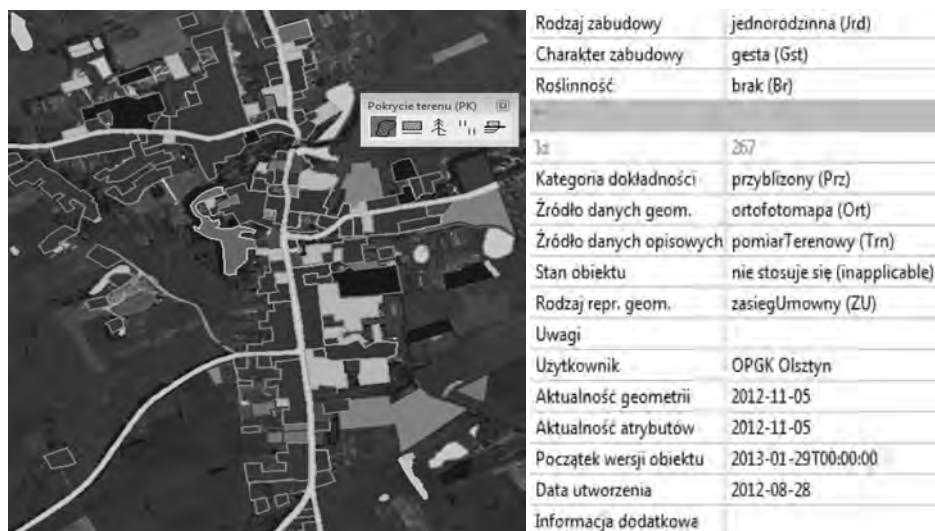 Pokrycie terenu (PK)
Rodzaj zabudowy jednorodzinna (Jrd)
Charakter zabudowy gęsta (Gst)
Roślinność brak (Br)
Id 267
Kategoria dokładności przyblizony (Prz)
Źródło danych geom. ortofotomapa (Ort)
Źródło danych opisowych pomiarTerenowy (Trn)
Stan obiektu nie stosuje się (inapplicable)
Rodzaj repr. geom. zasiegUmowny (ZU)
Uwagi
Użytkownik OPGK Olsztyn
Aktualność geometrii 2012-11-05
Aktualność atrybutów 2012-11-05
Początek wersji obiektu 2013-01-29T00:00:00
Data utworzenia 2012-08-28
Informacja dodatkowa